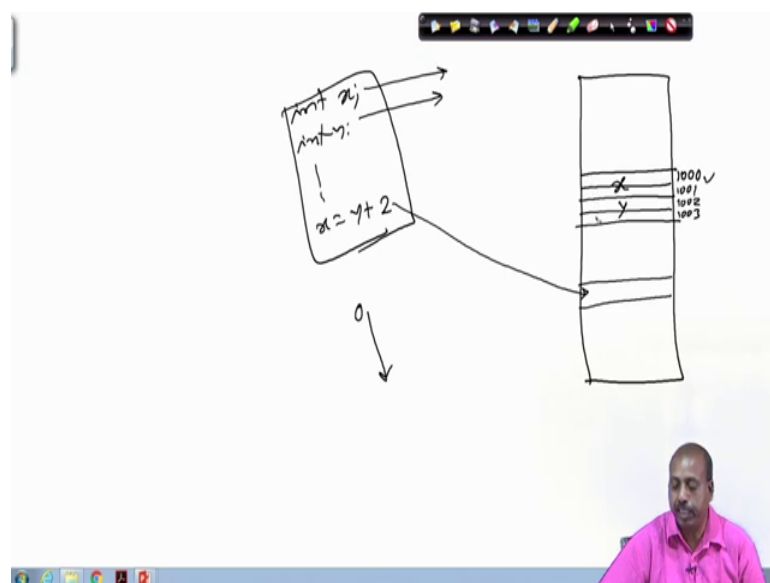 int x;
int y;
x = y + 2
0
x
y
1000
1001
1002
1003